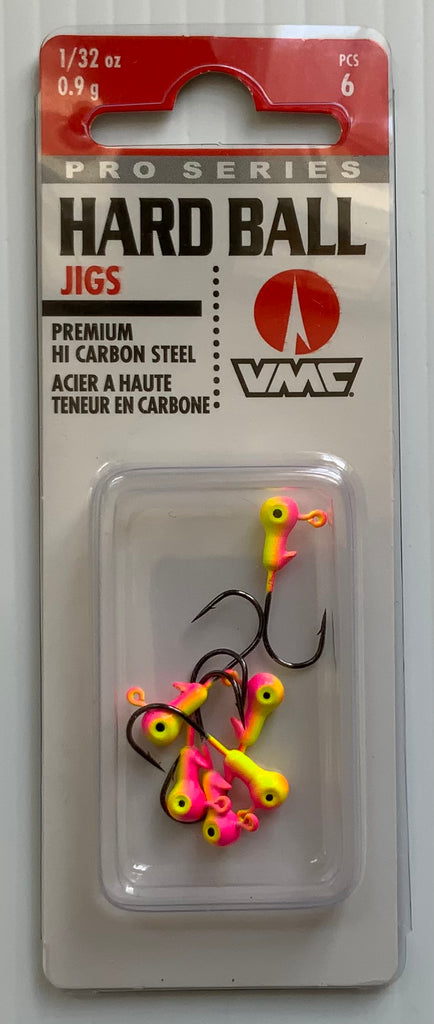 1/32 oz
0.9 g
PCS
6
PRO SERIES
HARD BALL
JIGS
PREMIUM
HI CARBON STEEL
ACIER A HAUTE
TENEUR EN CARBONE
VMC